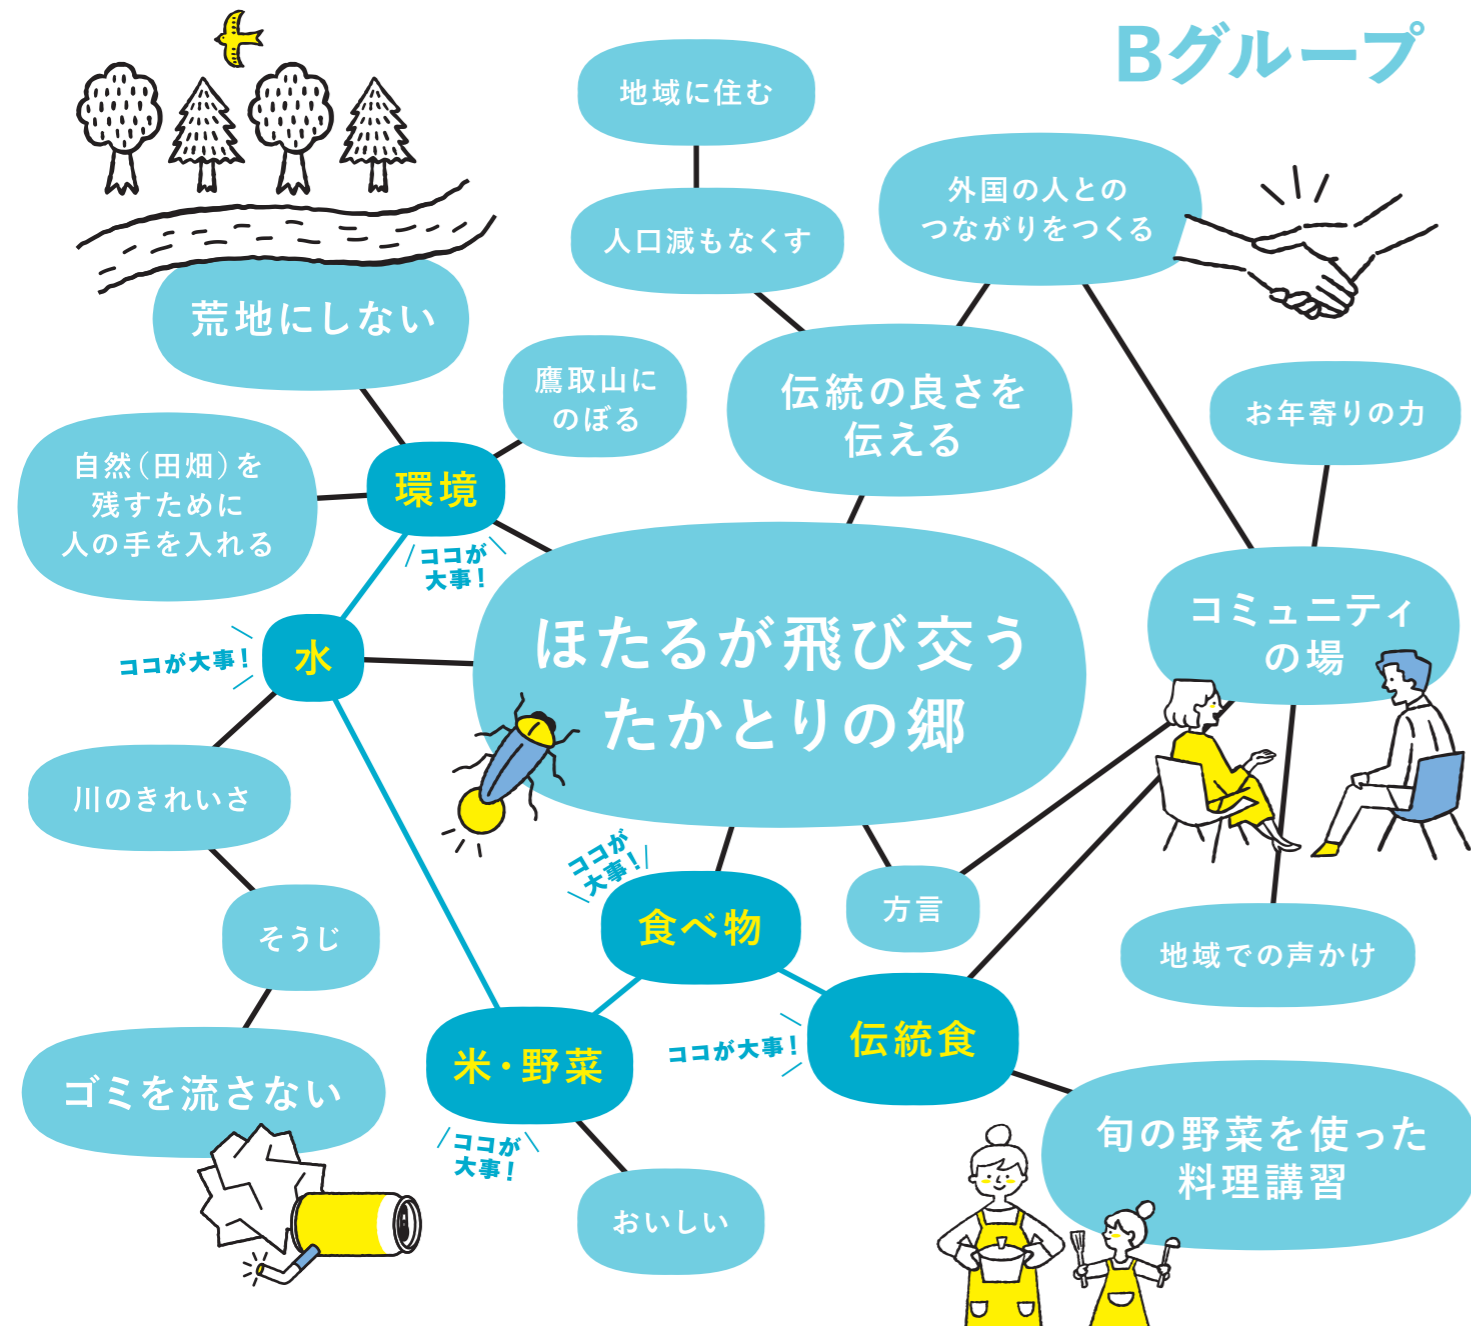 Bグループ
地域に住む
人口減もなくす
外国の人との
つながりをつくる
荒地にしない
鷹取山に
のぼる
伝統の良さを
伝える
お年寄りの力
自然（田畑）を
残すために
人の手を入れる
環境
ココが
大事！
水
ココが大事！
ほたるが飛び交う
たかとりの郷
コミュニティ
の場
川のきれいさ
そうじ
ゴミを流さない
ココが
大事！
食べ物
方言
地域での声かけ
米・野菜
ココが
大事！
ココが大事！
伝統食
旬の野菜を使った
料理講習
おいしい